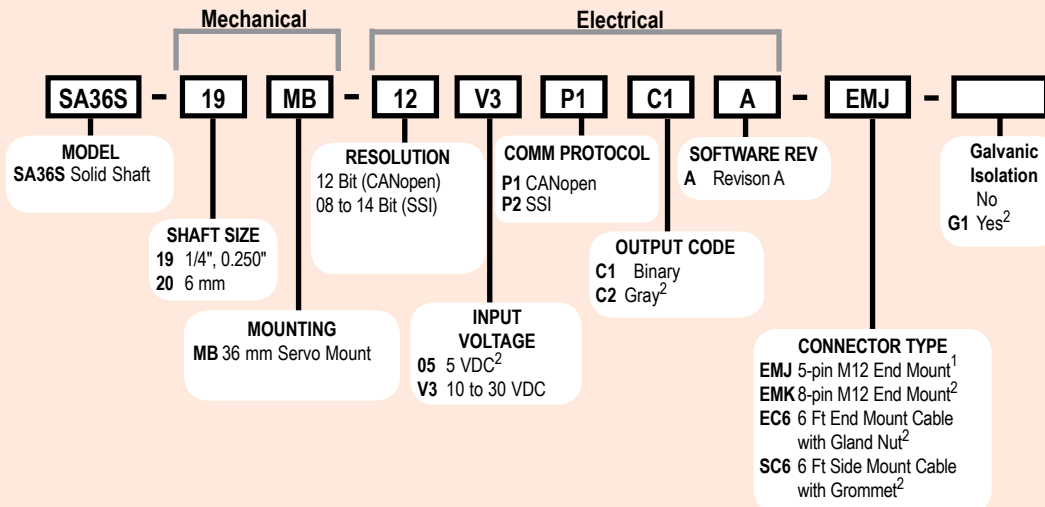 Mechanical
Electrical
SA36S - 19 MB - 12 V3 P1 C1 A - EMJ -
MODEL
SA36S Solid Shaft
SHAFT SIZE
19 1/4", 0.250"
20 6 mm
MOUNTING
MB 36 mm Servo Mount
RESOLUTION
12 Bit (CANopen)
08 to 14 Bit (SSI)
INPUT
VOLTAGE
05 5 VDC2
V3 10 to 30 VDC
COMM PROTOCOL
P1 CANopen
P2 SSI
OUTPUT CODE
C1 Binary
C2 Gray2
SOFTWARE REV
A Revison A
CONNECTOR TYPE
EMJ 5-pin M12 End Mount1
EMK 8-pin M12 End Mount2
EC6 6 Ft End Mount Cable
with Gland Nut2
SC6 6 Ft Side Mount Cable
with Grommet2
Galvanic
Isolation
No
G1 Yes2